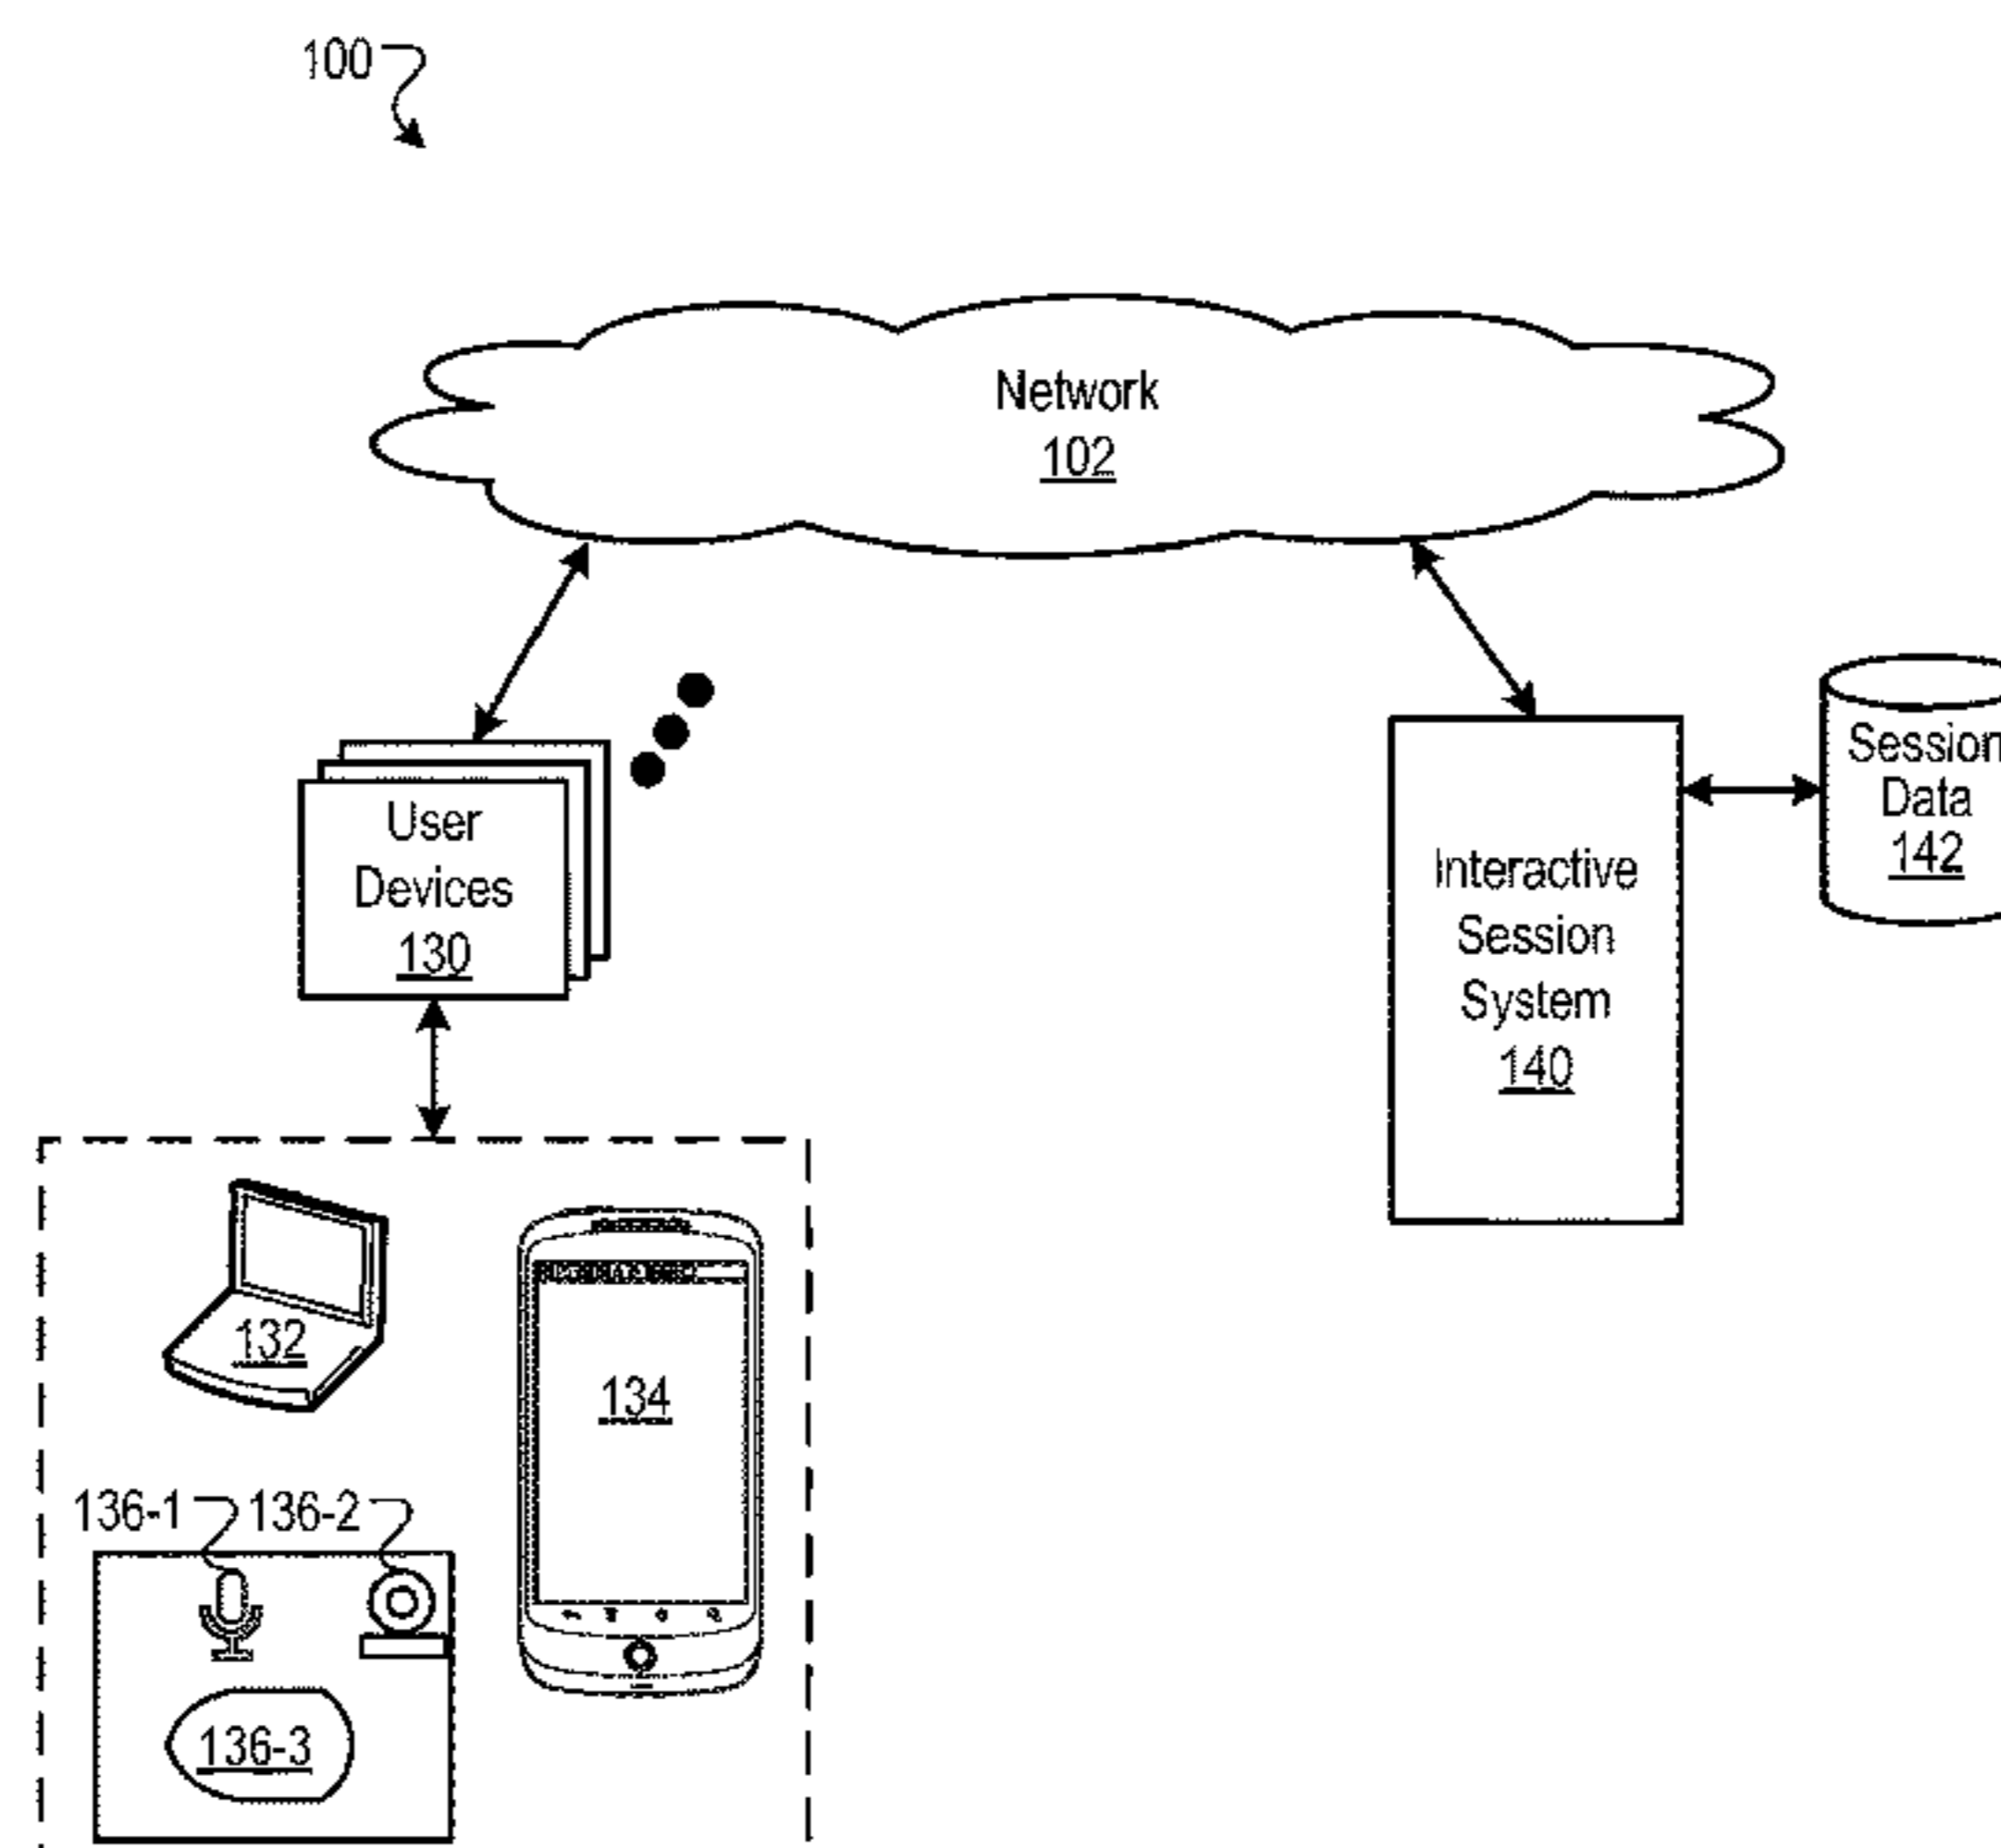 100
Network
102
User
Devices
130
Session
Data
142
Interactive
Session
System
140
132
134
136-1
136-2
136-3